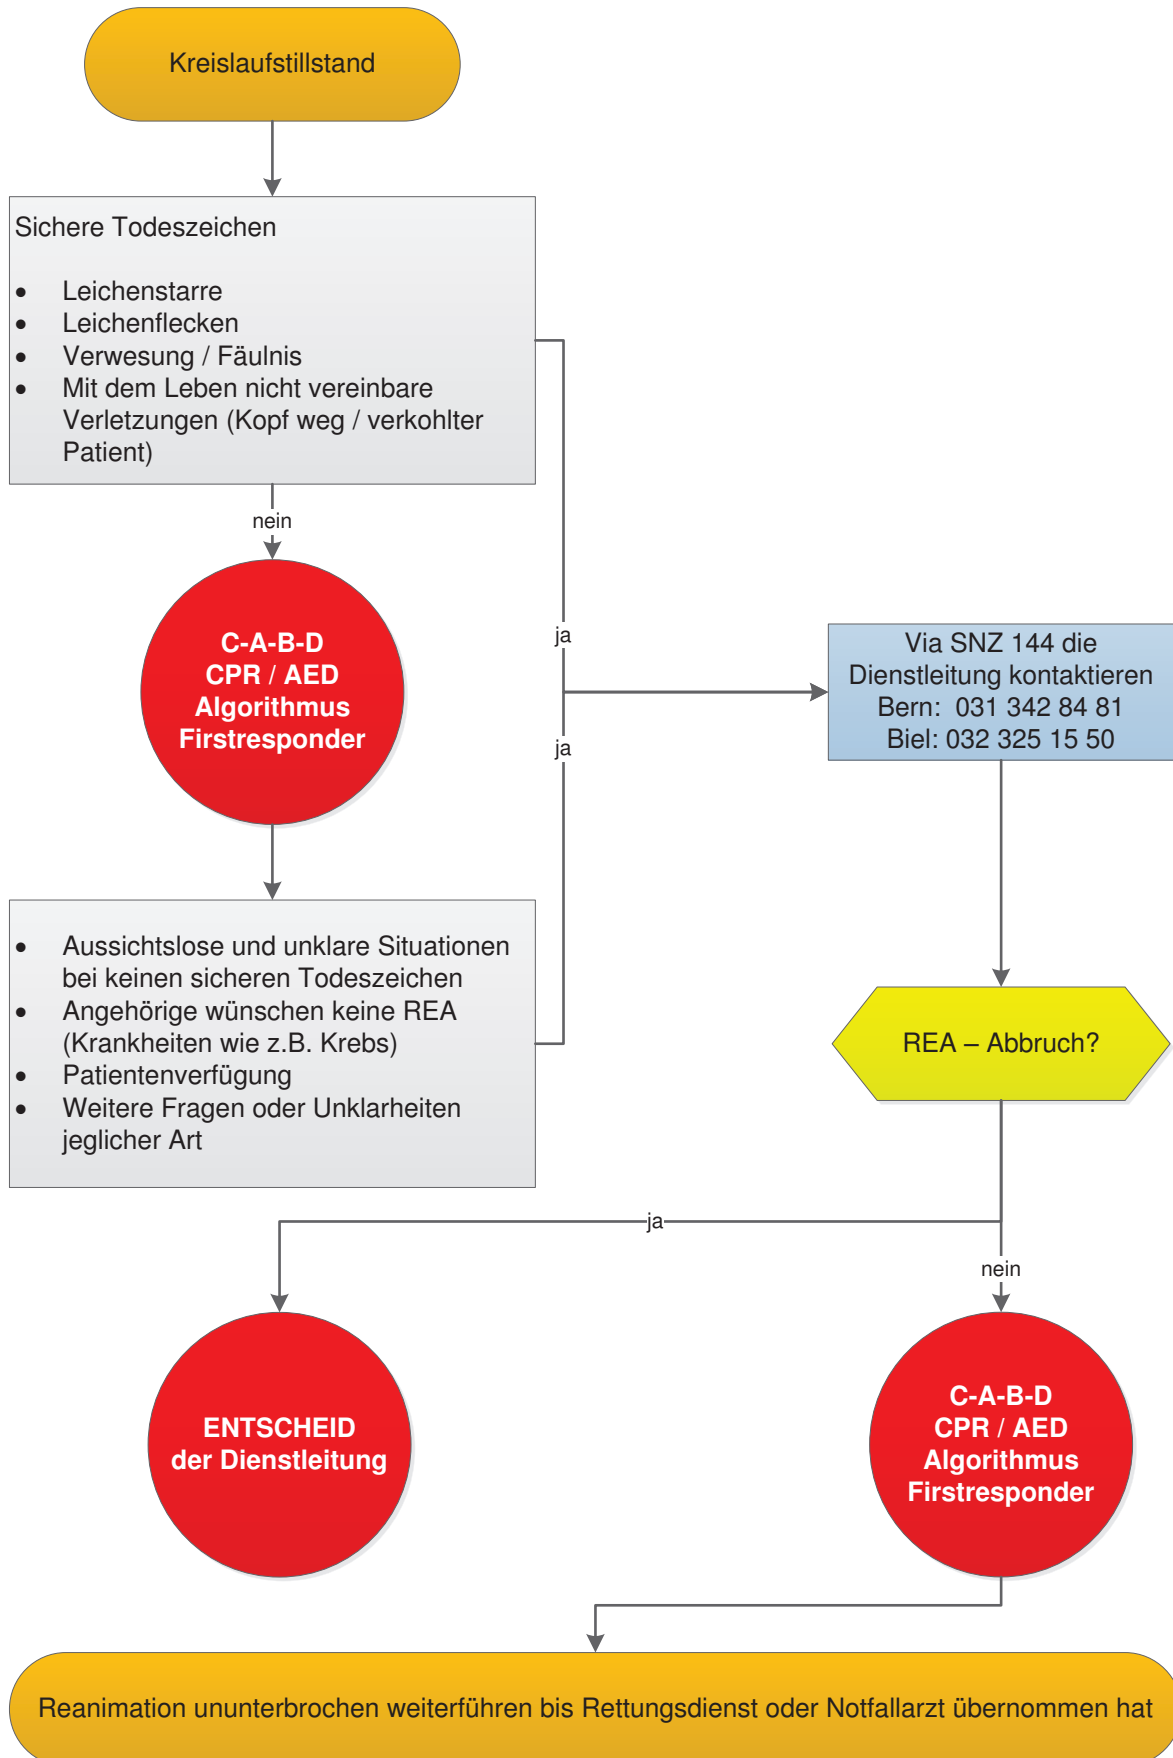 Kreislaufstillstand
Sichere Todeszeichen
• Leichenstarre
• Leichenflecken
• Verwesung / Fäulnis
• Mit dem Leben nicht vereinbare
Verletzungen (Kopf weg / verkohlter
Patient)
nein
C-A-B-D
CPR / AED
Algorithmus
Firstresponder
ja
ja
Via SNZ 144 die
Dienstleitung kontaktieren
Bern: 031 342 84 81
Biel: 032 325 15 50
• Aussichtslose und unklare Situationen
bei keinen sicheren Todeszeichen
• Angehörige wünschen keine REA
(Krankheiten wie z.B. Krebs)
• Patientenverfügung
• Weitere Fragen oder Unklarheiten
jeglicher Art
REA – Abbruch?
ja
nein
ENTSCHEID
der Dienstleitung
C-A-B-D
CPR / AED
Algorithmus
Firstresponder
Reanimation ununterbrochen weiterführen bis Rettungsdienst oder Notfallarzt übernommen hat